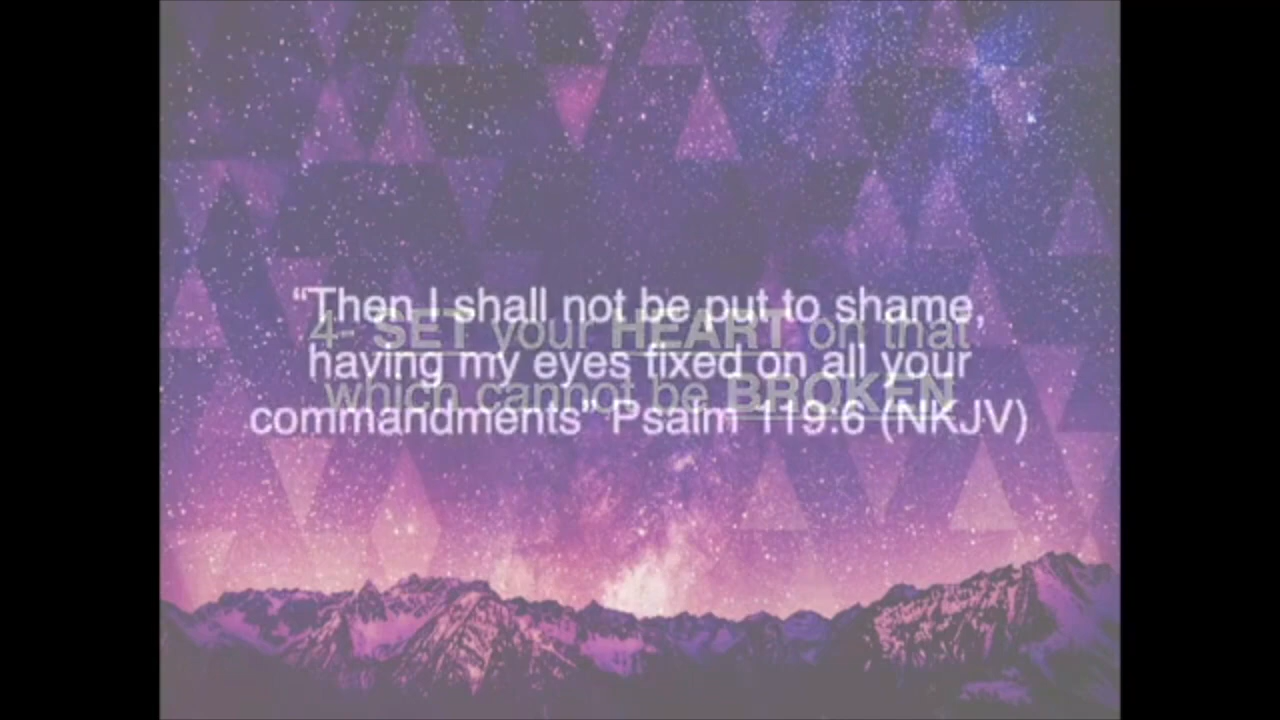 “Then I shall not be put to shame,
having my eyes fixed on all your
commandments” Psalm 119:6 (NKJV)
4- SET your HEART on that
which cannot be BROKEN